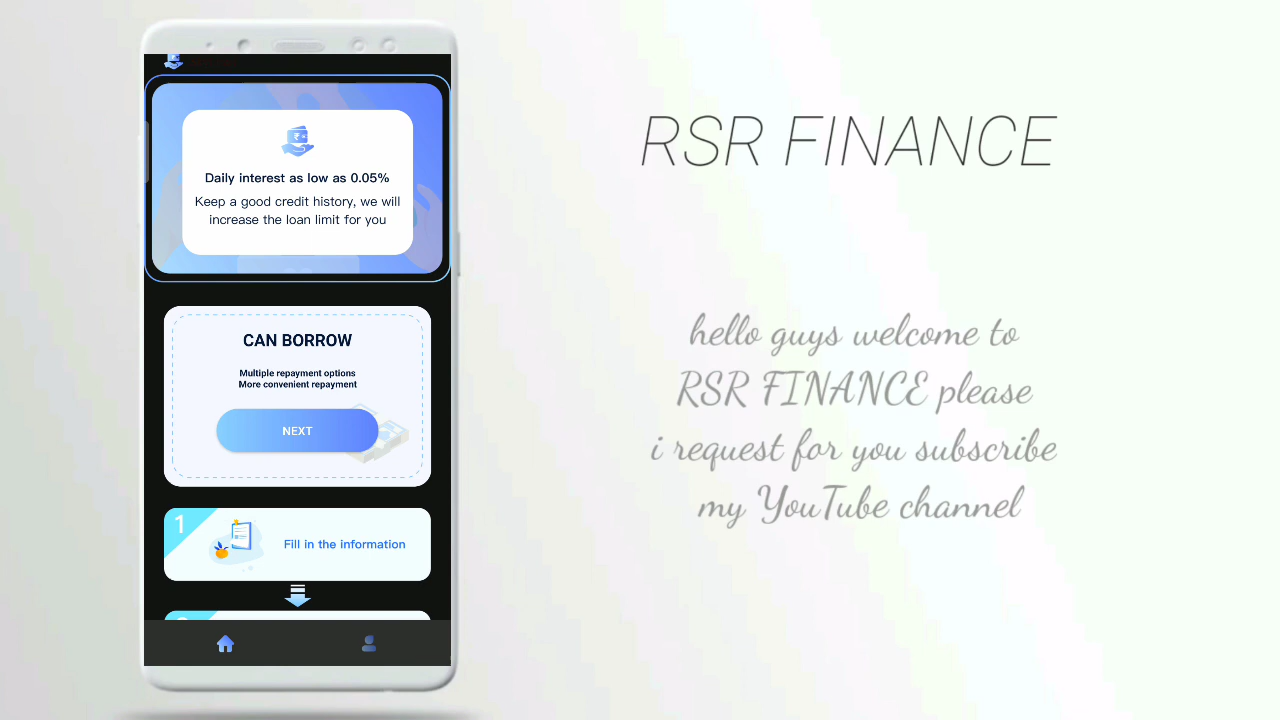 Daily interest as low as 0.05%
Keep a good credit history, we will
increase the loan limit for you
CAN BORROW
Multiple repayment options
More convenient repayment
NEXT
1
Fill in the information
RSR FINANCE
hello guys welcome to
RSR FINANCE please
i request for you subscribe
my YouTube channel